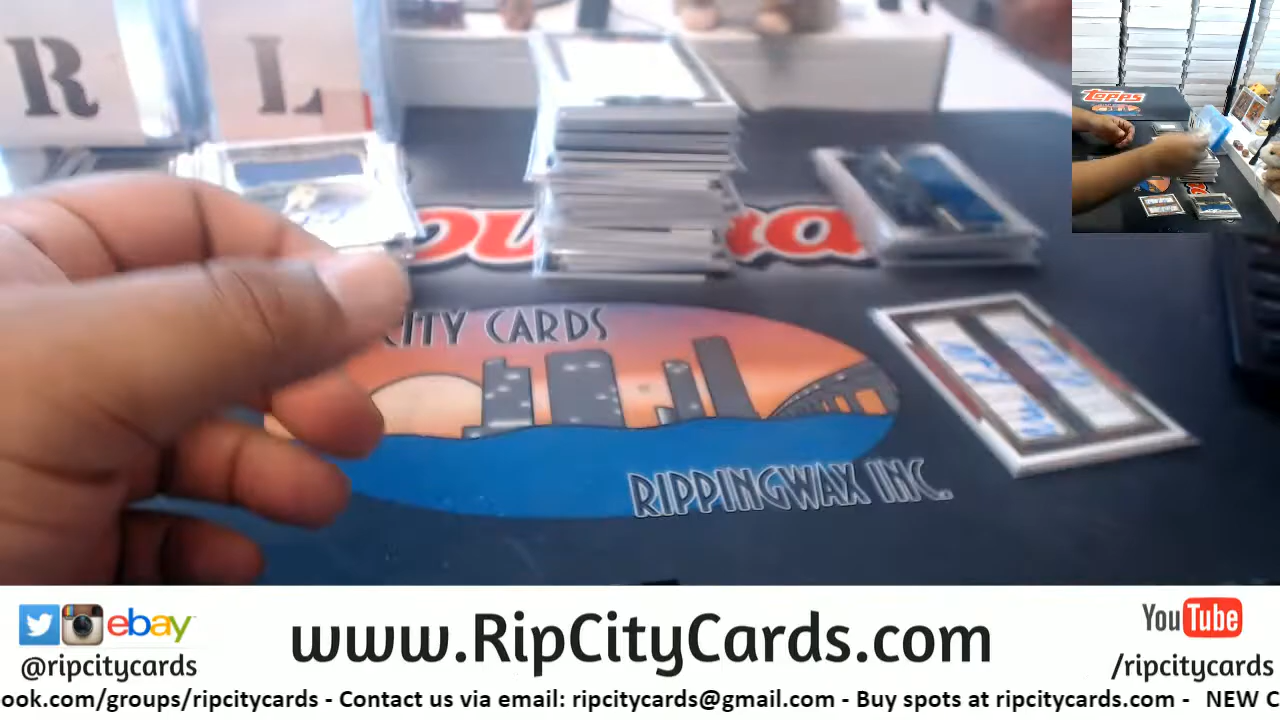 R L
topps
CITY CARDS
RIPPINGWAX INC.
ebay
www.RipCityCards.com
YouTube
@ripcitycards
/ripcitycards
ook.com/groups/ripcitycards - Contact us via email: ripcitycards@gmail.com - Buy spots at ripcitycards.com - NEW C